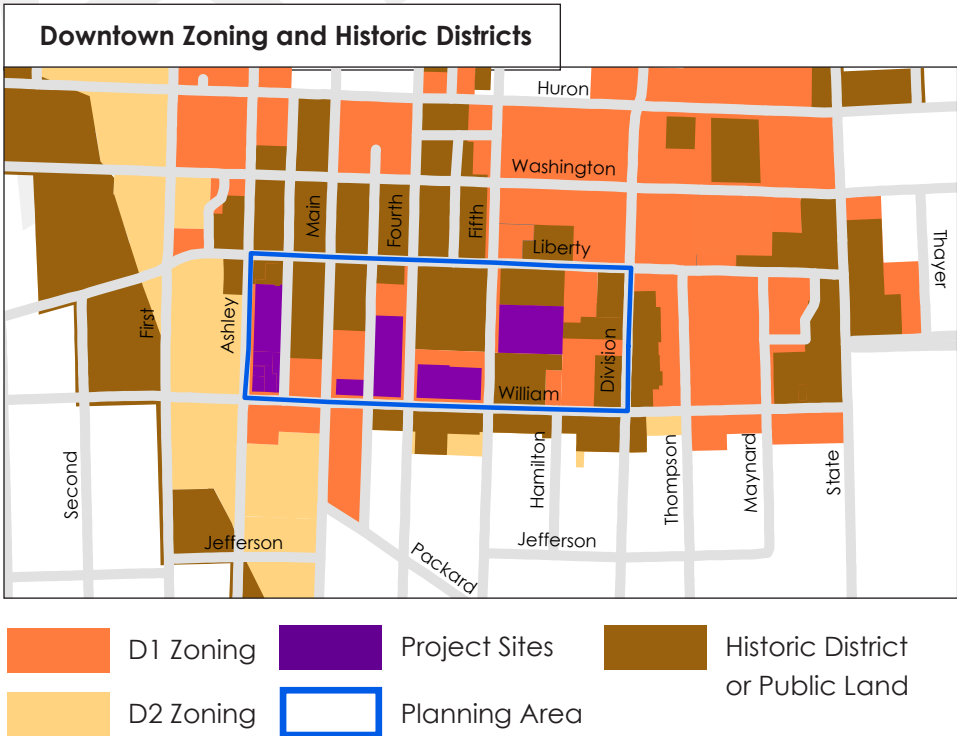 Downtown Zoning and Historic Districts
Huron
Washington
Main
Fourth
Fifth
Liberty
Thayer
First
Ashley
Division
William
Second
Hamilton
Thompson
Maynard
State
Jefferson
Jefferson
Packard
D1 Zoning
Project Sites
Historic District
or Public Land
D2 Zoning
Planning Area